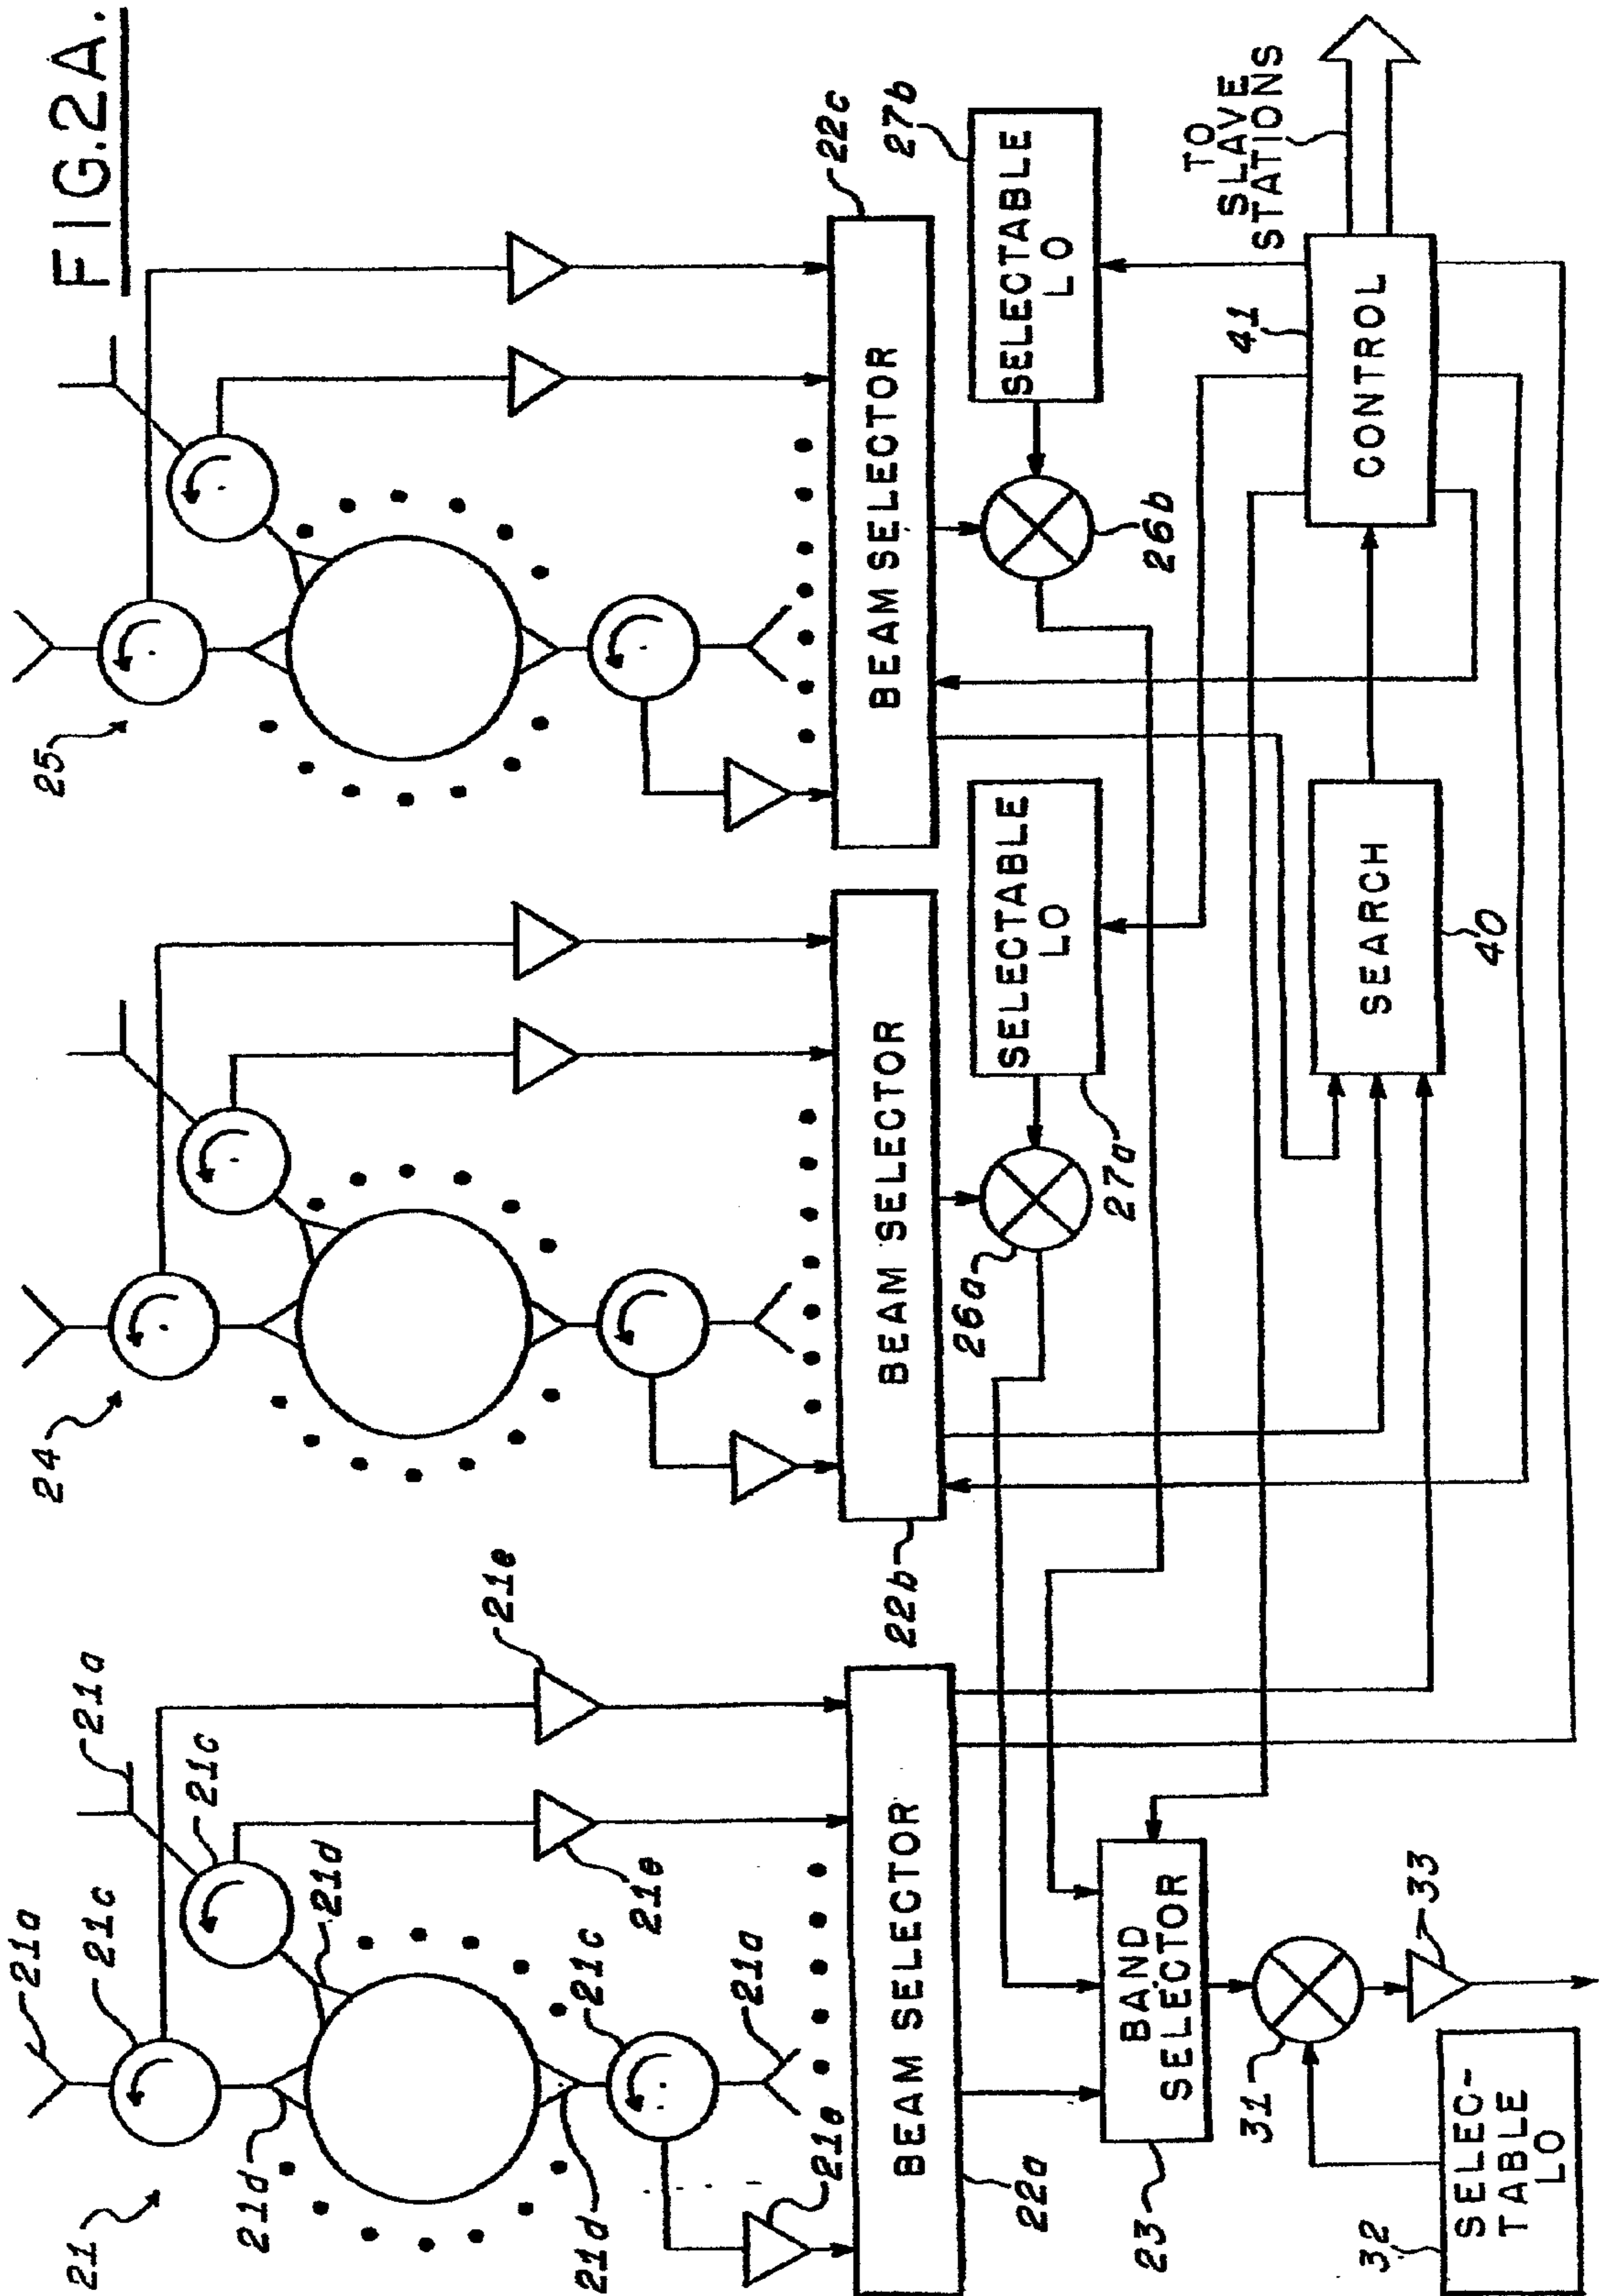 FIG.2A.
21
21a
21c
21a
21c
21d
21d
21d
21c
21a
21e
21e
21e
24
25
BEAM SELECTOR
22a
BEAM SELECTOR
22b
BEAM SELECTOR
22c
SELECTABLE
LO
27a
26a
SELECTABLE
LO
27b
26b
BAND
SELECTOR
23
31
33
SELEC-
TABLE
LO
32
SEARCH
40
CONTROL
41
TO
SLAVE
STATIONS